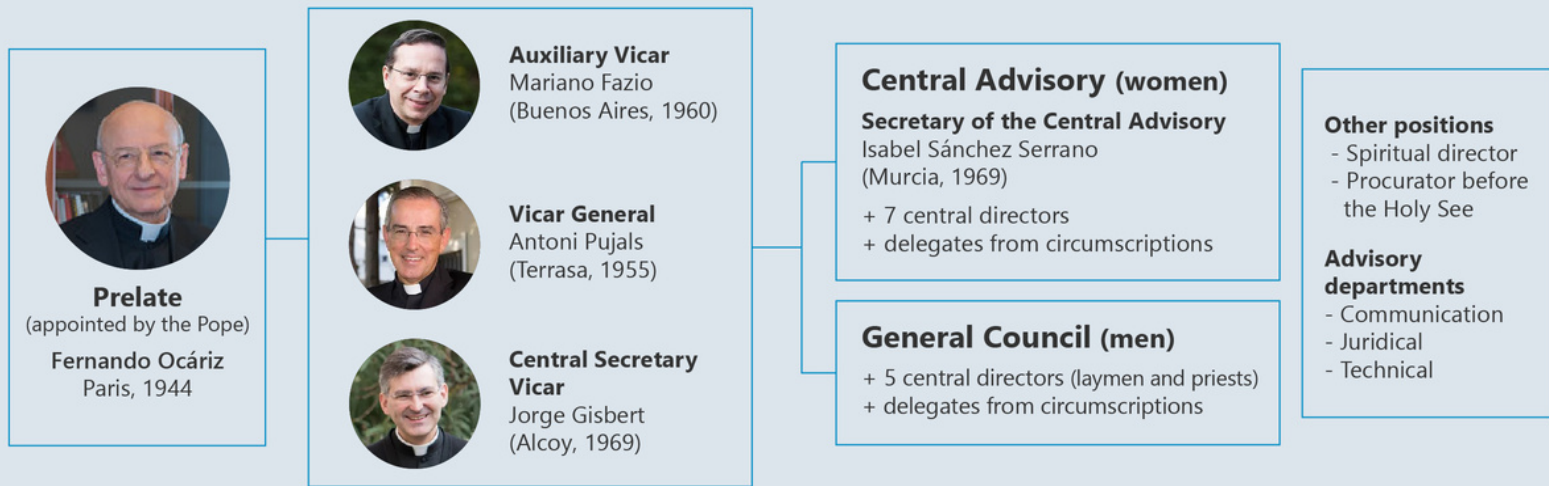 Prelate
(appointed by the Pope)
Fernando Ocáriz
Paris, 1944
Auxiliary Vicar
Mariano Fazio
(Buenos Aires, 1960)
Vicar General
Antoni Pujals
(Terrasa, 1955)
Central Secretary
Vicar
Jorge Gisbert
(Alcoy, 1969)
Central Advisory (women)
Secretary of the Central Advisory
Isabel Sánchez Serrano
(Murcia, 1969)
+ 7 central directors
+ delegates from circumscriptions
General Council (men)
+ 5 central directors (laymen and priests)
+ delegates from circumscriptions
Other positions
- Spiritual director
- Procurator before
the Holy See
Advisory
departments
- Communication
- Juridical
- Technical